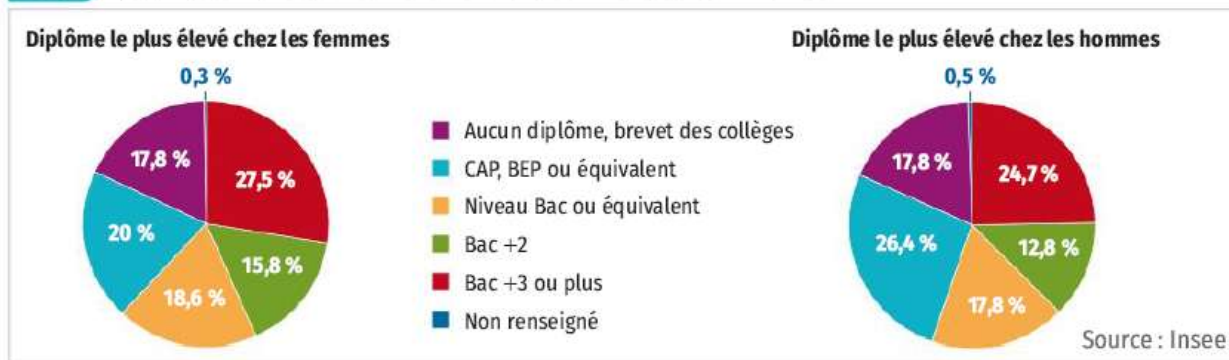 Diplôme le plus élevé chez les femmes
0,3 %
17,8 %
27,5 %
20 %
15,8 %
18,6 %
Aucun diplôme, brevet des collèges
CAP, BEP ou équivalent
Niveau Bac ou équivalent
Bac +2
Bac +3 ou plus
Non renseigné
Diplôme le plus élevé chez les hommes
0,5 %
17,8 %
24,7 %
26,4 %
12,8 %
17,8 %
Source : Insee